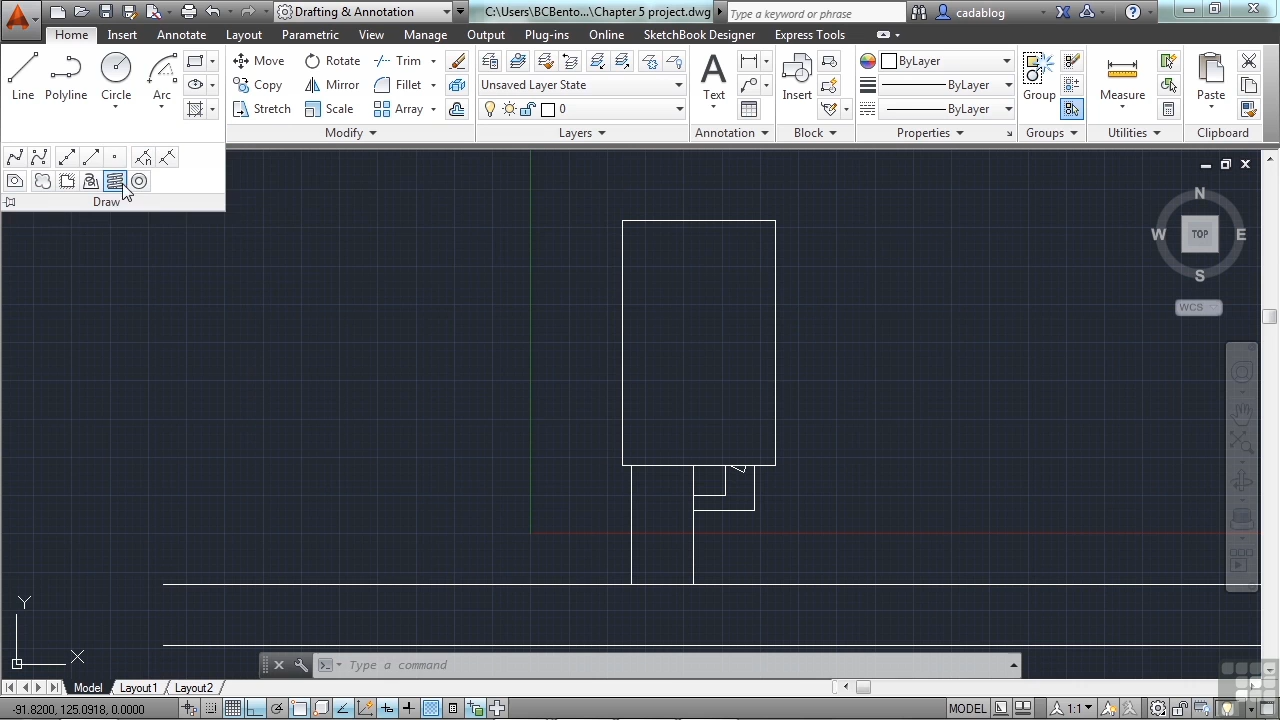 Drafting & Annotation
C:\Users\BCBento...\Chapter 5 project.dwg
Type a keyword or phrase
cadablog
Home Insert Annotate Layout Parametric View Manage Output Plug-ins Online SketchBook Designer Express Tools
Line Polyline Circle Arc
Move Rotate Trim
Copy Mirror Fillet
Stretch Scale Array
Modify
Unsaved Layer State
0
Layers
Text
Annotation
Insert
Block
ByLayer
ByLayer
ByLayer
Properties
Group
Groups
Measure
Utilities
Paste
Clipboard
Draw
N
W TOP E
S
WCS
Y
X
Type a command
Model Layout1 Layout2
-91.8200, 125.0918, 0.0000
MODEL
1:1